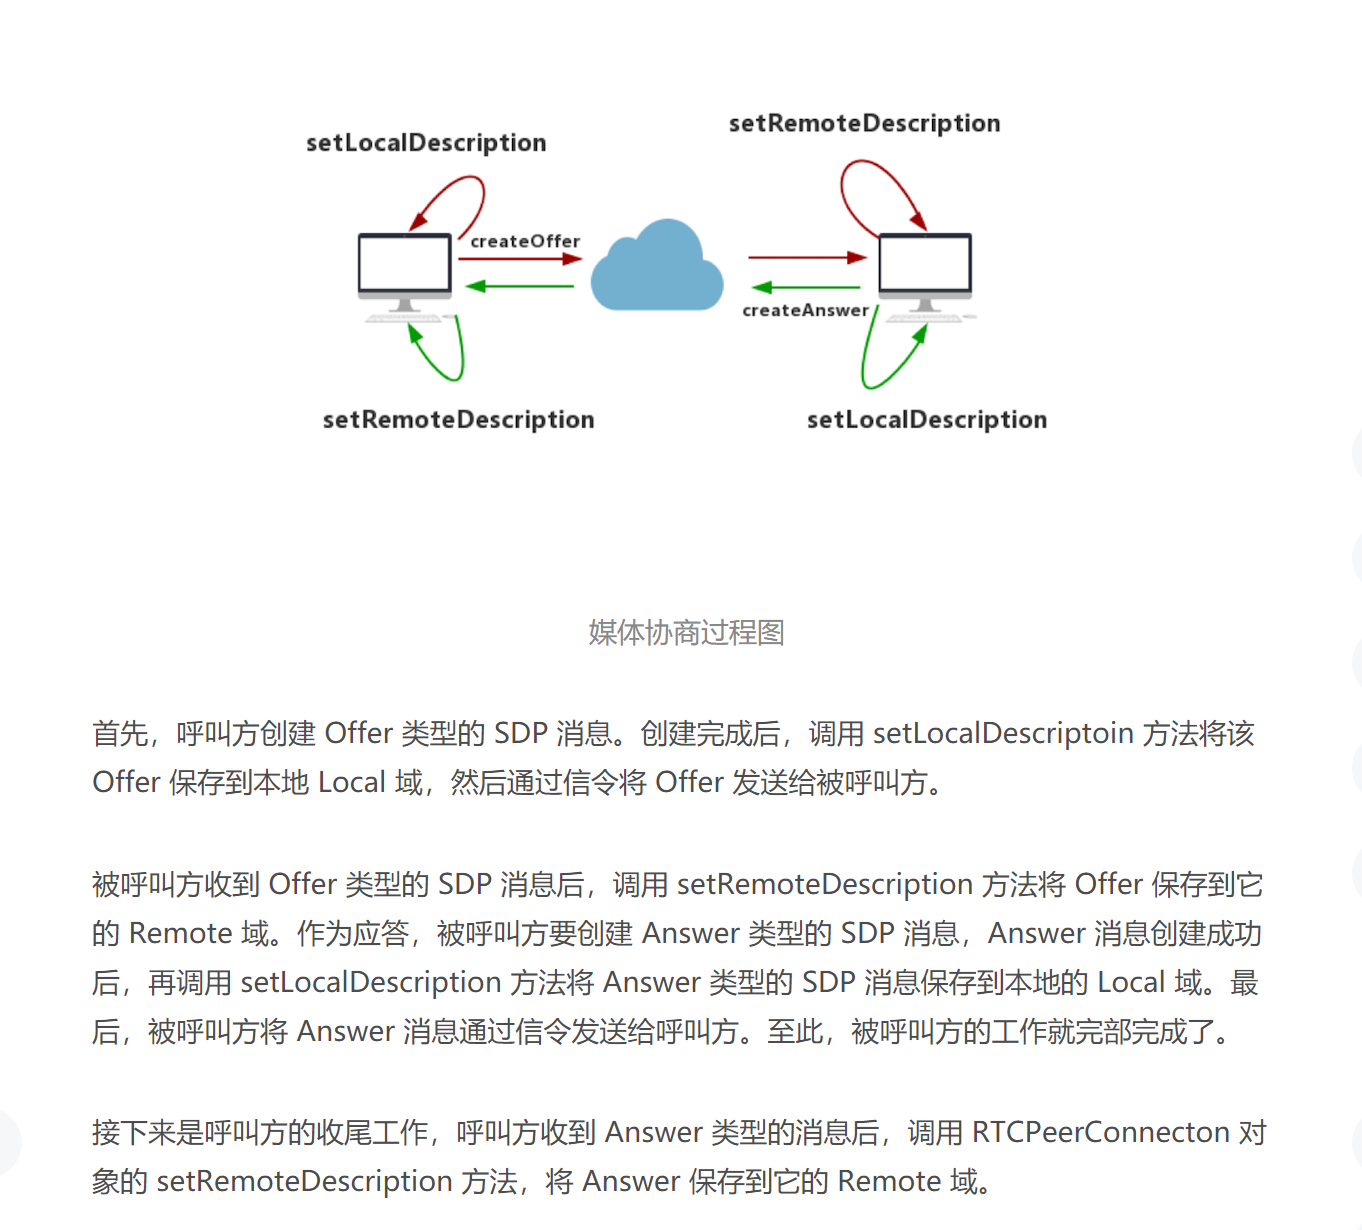 setRemoteDescription
setLocalDescription
createOffer
createAnswer
setRemoteDescription
setLocalDescription
媒体协商过程图
首先，呼叫方创建 Offer 类型的 SDP 消息。创建完成后，调用 setLocalDescriptoin 方法将该
Offer 保存到本地 Local 域，然后通过信令将 Offer 发送给被呼叫方。
被呼叫方收到 Offer 类型的 SDP 消息后，调用 setRemoteDescription 方法将 Offer 保存到它
的 Remote 域。作为应答，被呼叫方要创建 Answer 类型的 SDP 消息，Answer 消息创建成功
后，再调用 setLocalDescription 方法将 Answer 类型的 SDP 消息保存到本地的 Local 域。最
后，被呼叫方将 Answer 消息通过信令发送给呼叫方。至此，被呼叫方的工作就完部完成了。
接下来是呼叫方的收尾工作，呼叫方收到 Answer 类型的消息后，调用 RTCPeerConnecton 对
象的 setRemoteDescription 方法，将 Answer 保存到它的 Remote 域。